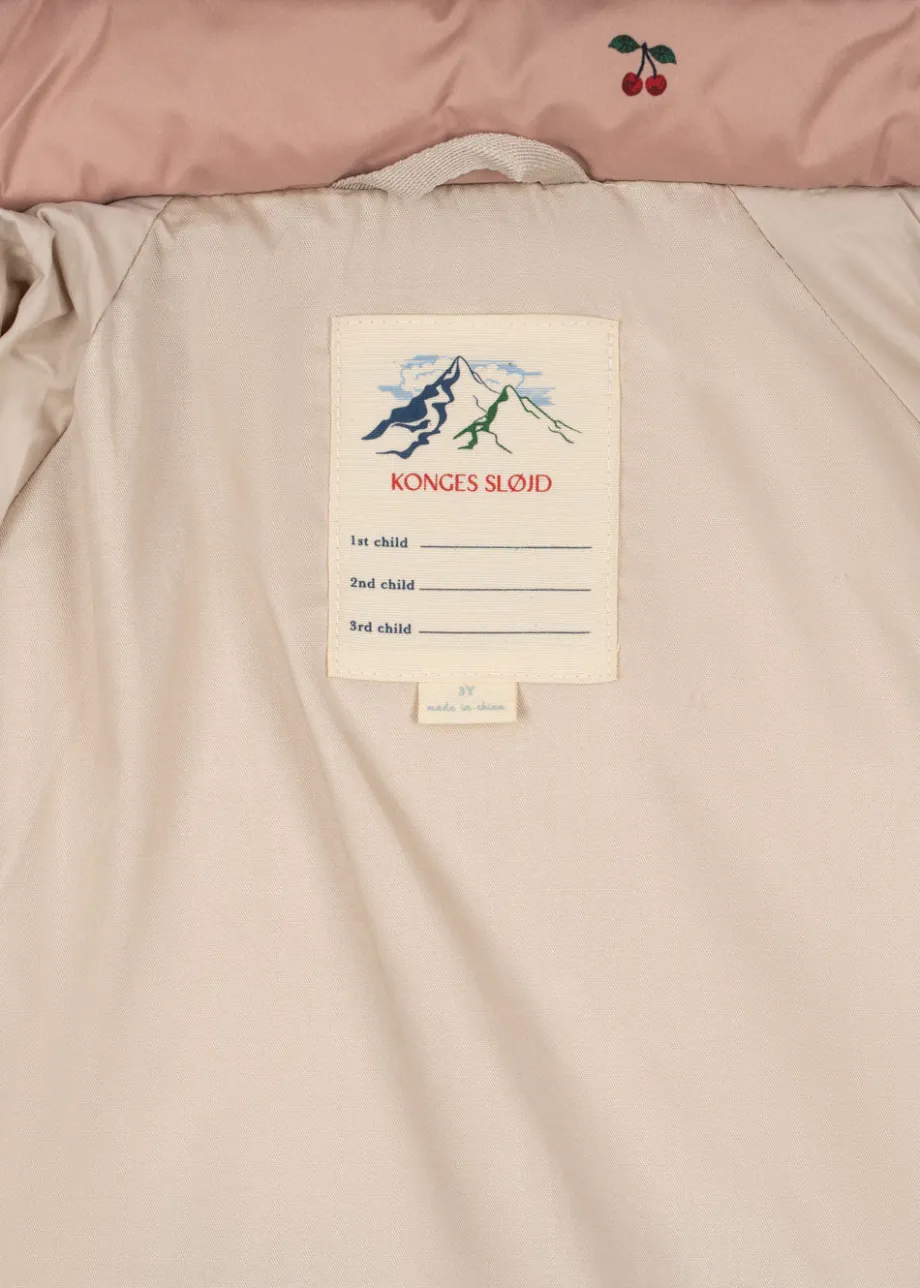 KONGES SLØJD
1st child
2nd child
3rd child
3Y
made in china